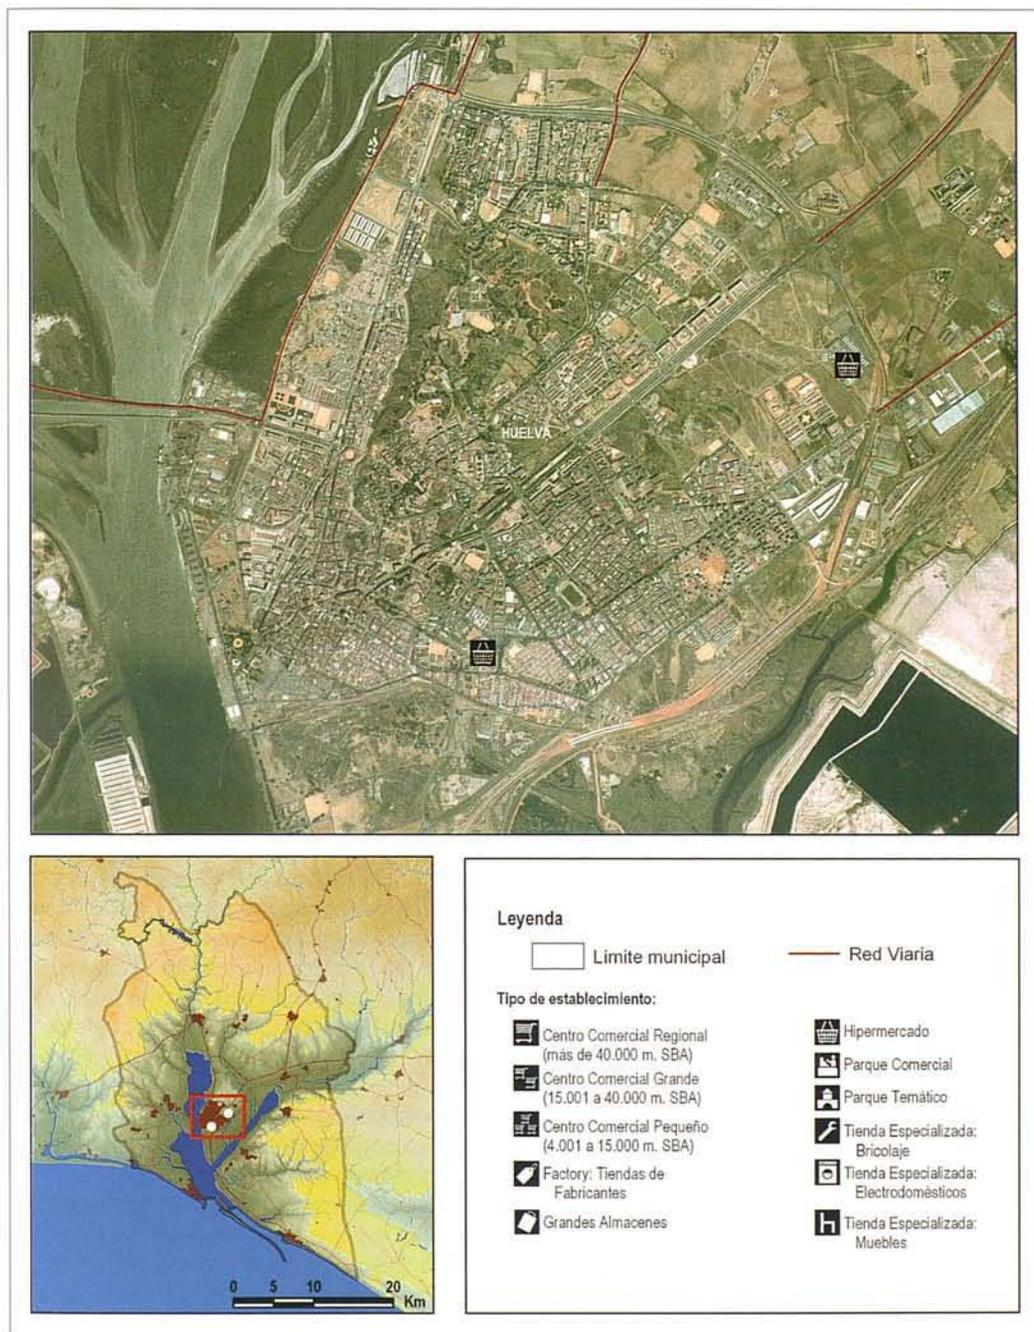 HUELVA
0 5 10 20
Km
Leyenda
Límite municipal
Red Viaria
Tipo de establecimiento:
Centro Comercial Regional
(más de 40.000 m. SBA)
Centro Comercial Grande
(15.001 a 40.000 m. SBA)
Centro Comercial Pequeño
(4.001 a 15.000 m. SBA)
Factory: Tiendas de
Fabricantes
Grandes Almacenes
Hipermercado
Parque Comercial
Parque Temático
Tienda Especializada:
Bricolaje
Tienda Especializada:
Electrodomésticos
Tienda Especializada:
Muebles